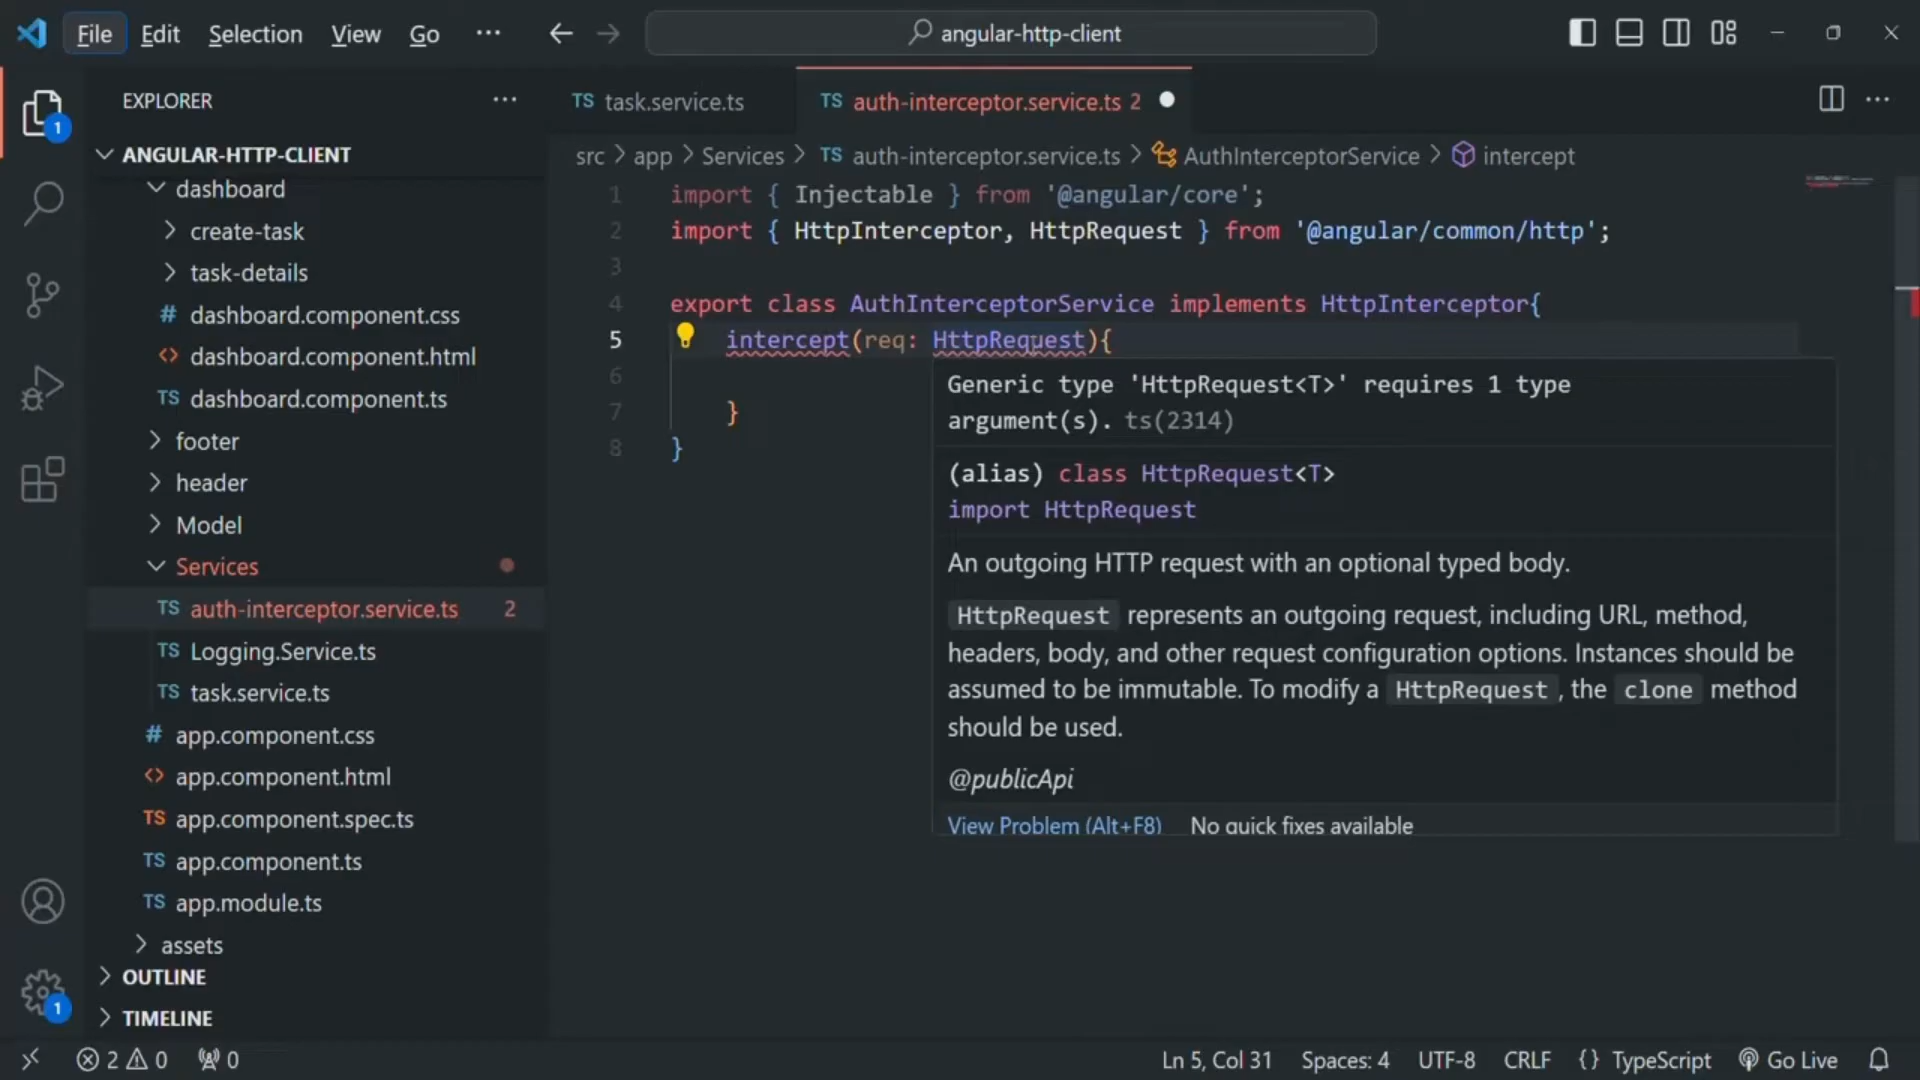 File Edit Selection View Go ··· angular-http-client
EXPLORER ···
ANGULAR-HTTP-CLIENT
dashboard
create-task
task-details
# dashboard.component.css
<> dashboard.component.html
TS dashboard.component.ts
footer
header
Model
Services
TS auth-interceptor.service.ts 2
TS Logging.Service.ts
TS task.service.ts
# app.component.css
<> app.component.html
TS app.component.spec.ts
TS app.component.ts
TS app.module.ts
assets
OUTLINE
TIMELINE
1
1
TS task.service.ts TS auth-interceptor.service.ts 2
src > app > Services > TS auth-interceptor.service.ts > AuthInterceptorService > intercept
1 import { Injectable } from '@angular/core';
2 import { HttpInterceptor, HttpRequest } from '@angular/common/http';
3
4 export class AuthInterceptorService implements HttpInterceptor{
5 intercept(req: HttpRequest){
6
7 }
8 }
Generic type 'HttpRequest<T>' requires 1 type
argument(s). ts(2314)
(alias) class HttpRequest<T>
import HttpRequest
An outgoing HTTP request with an optional typed body.
HttpRequest represents an outgoing request, including URL, method,
headers, body, and other request configuration options. Instances should be
assumed to be immutable. To modify a HttpRequest, the clone method
should be used.
@publicApi
View Problem (Alt+F8) No quick fixes available
2 0 0 Ln 5, Col 31 Spaces: 4 UTF-8 CRLF {} TypeScript Go Live